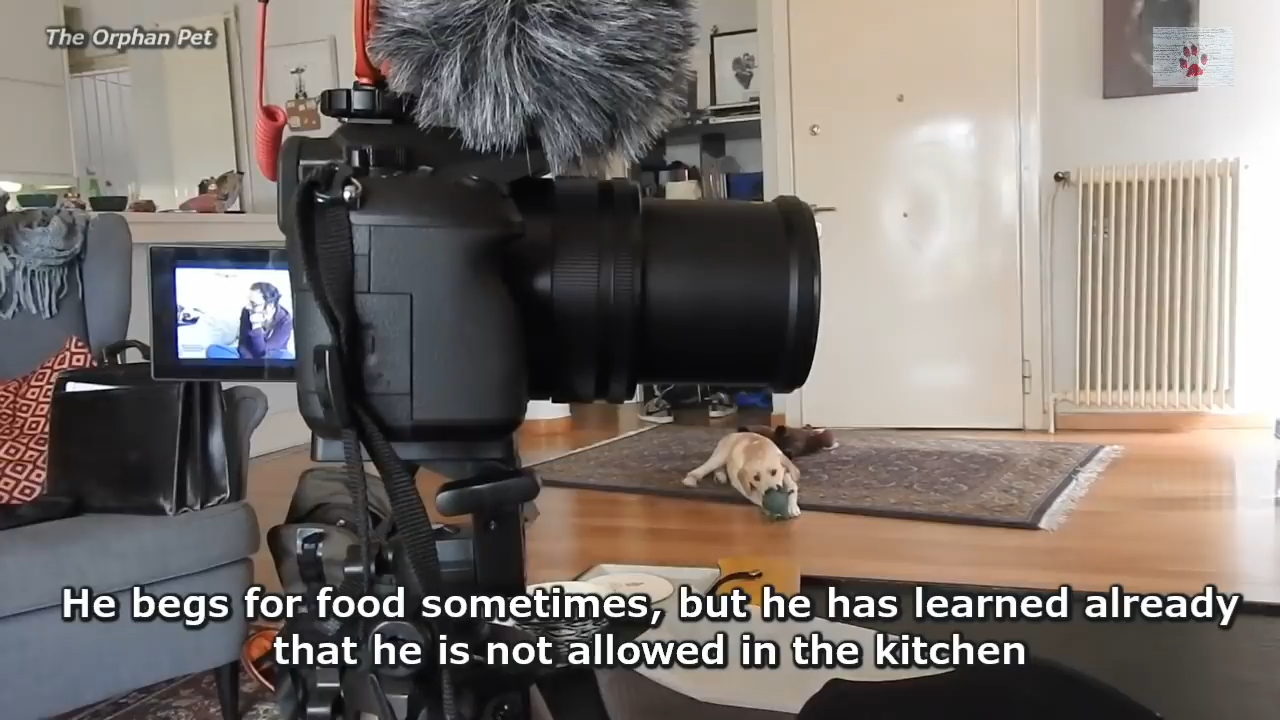 The Orphan Pet
He begs for food sometimes, but he has learned already
that he is not allowed in the kitchen